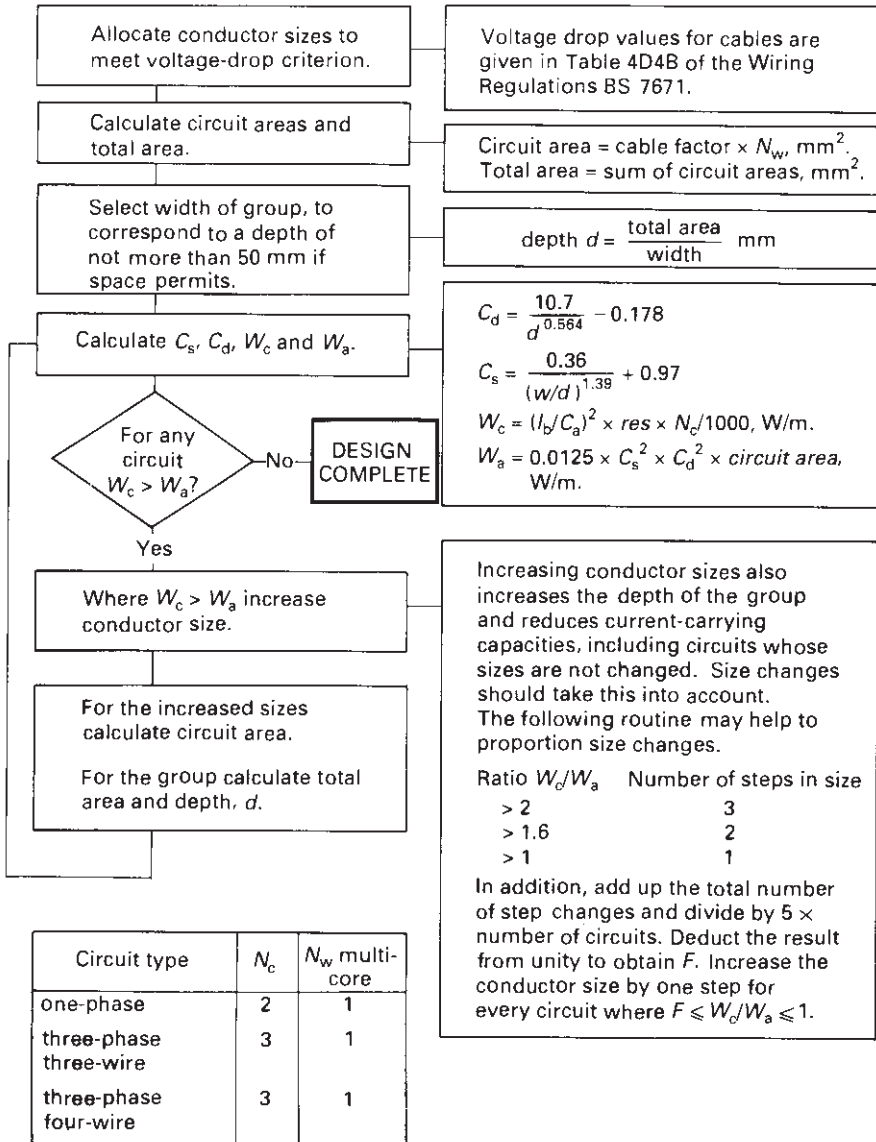 Allocate conductor sizes to
meet voltage-drop criterion.
Voltage drop values for cables are
given in Table 4D4B of the Wiring
Regulations BS 7671.
Calculate circuit areas and
total area.
Circuit area = cable factor × N_w, mm².
Total area = sum of circuit areas, mm².
Select width of group, to
correspond to a depth of
not more than 50 mm if
space permits.
depth d = total area / width mm
Calculate C_s, C_d, W_c and W_a.
C_d = 10.7 / d^0.564 − 0.178
C_s = 0.36 / (w/d)^1.39 + 0.97
W_c = (I_b/C_a)² × res × N_c/1000, W/m.
W_a = 0.0125 × C_s² × C_d² × circuit area,
W/m.
For any
circuit
W_c > W_a?
No
DESIGN
COMPLETE
Yes
Where W_c > W_a increase
conductor size.
For the increased sizes
calculate circuit area.
For the group calculate total
area and depth, d.
Increasing conductor sizes also
increases the depth of the group
and reduces current-carrying
capacities, including circuits whose
sizes are not changed. Size changes
should take this into account.
The following routine may help to
proportion size changes.
Ratio W_c/W_a Number of steps in size
> 2 3
> 1.6 2
> 1 1
In addition, add up the total number
of step changes and divide by 5 ×
number of circuits. Deduct the result
from unity to obtain F. Increase the
conductor size by one step for
every circuit where F ⩽ W_c/W_a ⩽ 1.
Circuit type N_c N_w multi-
core
one-phase 2 1
three-phase 3 1
three-wire
three-phase 3 1
four-wire